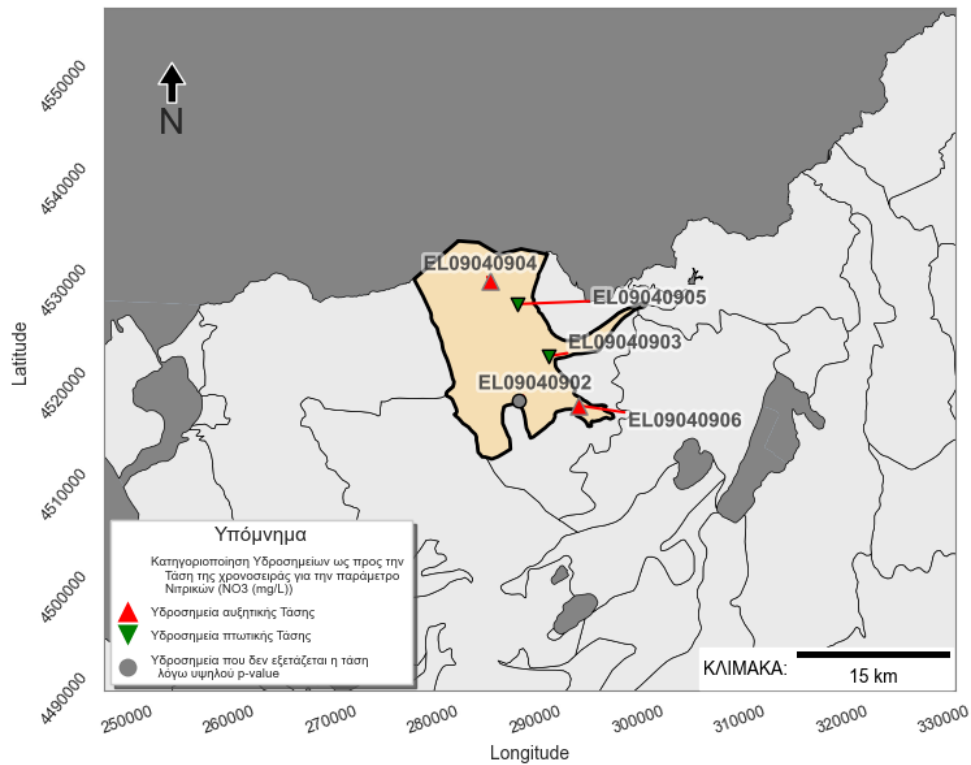 4550000
4540000
4530000
4520000
4510000
4500000
4490000
Latitude
N
EL09040904
EL09040905
EL09040903
EL09040902
EL09040906
Υπόμνημα
Κατηγοριοποίηση Υδροσημείων ως προς την
Τάση της χρονοσειράς για την παράμετρο
Νιτρικών (NO3 (mg/L))
Υδροσημεία αυξητικής Τάσης
Υδροσημεία πτωτικής Τάσης
Υδροσημεία που δεν εξετάζεται η τάση
λόγω υψηλού p-value
ΚΛΙΜΑΚΑ:
15 km
250000
260000
270000
280000
290000
300000
310000
320000
330000
Longitude